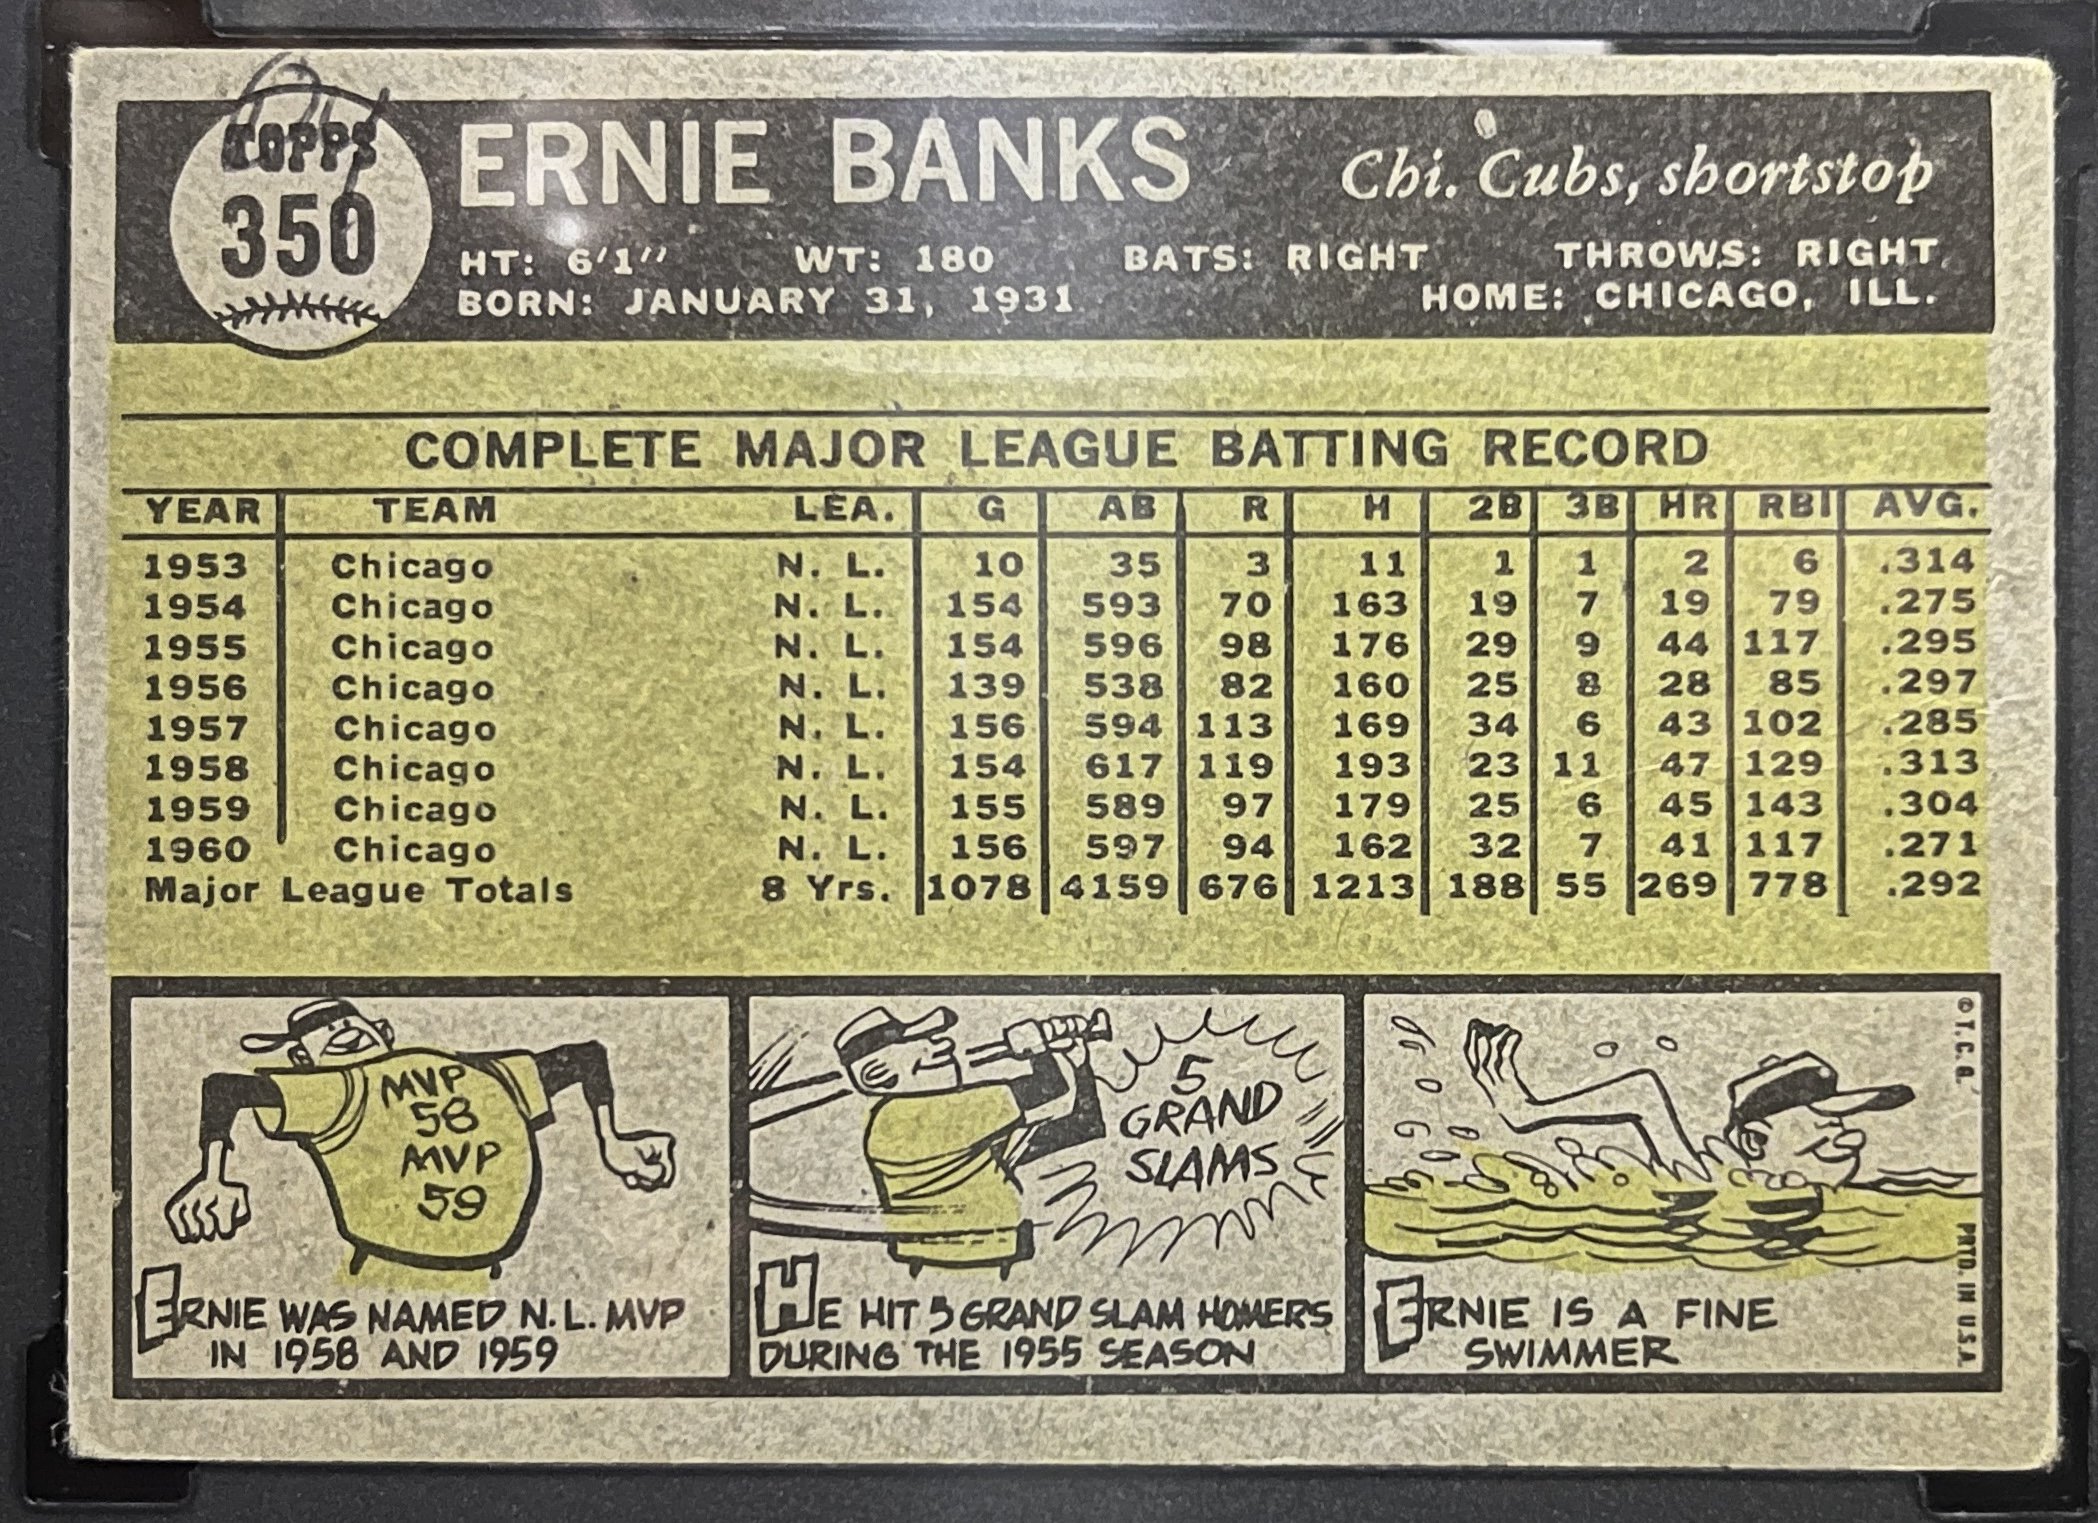 TOPPS
350
ERNIE BANKS
Chi. Cubs, shortstop
HT: 6'1" WT: 180 BATS: RIGHT THROWS: RIGHT
BORN: JANUARY 31, 1931 HOME: CHICAGO, ILL.
COMPLETE MAJOR LEAGUE BATTING RECORD
YEAR TEAM LEA. G AB R H 2B 3B HR RBI AVG.
1953 Chicago N. L. 10 35 3 11 1 1 2 6 .314
1954 Chicago N. L. 154 593 70 163 19 7 19 79 .275
1955 Chicago N. L. 154 596 98 176 29 9 44 117 .295
1956 Chicago N. L. 139 538 82 160 25 8 28 85 .297
1957 Chicago N. L. 156 594 113 169 34 6 43 102 .285
1958 Chicago N. L. 154 617 119 193 23 11 47 129 .313
1959 Chicago N. L. 155 589 97 179 25 6 45 143 .304
1960 Chicago N. L. 156 597 94 162 32 7 41 117 .271
Major League Totals 8 Yrs. 1078 4159 676 1213 188 55 269 778 .292
MVP
58
MVP
59
ERNIE WAS NAMED N.L. MVP
IN 1958 AND 1959
5
GRAND
SLAMS
HE HIT 5 GRAND SLAM HOMERS
DURING THE 1955 SEASON
ERNIE IS A FINE
SWIMMER
© T.C.G.
PRTD. IN U.S.A.